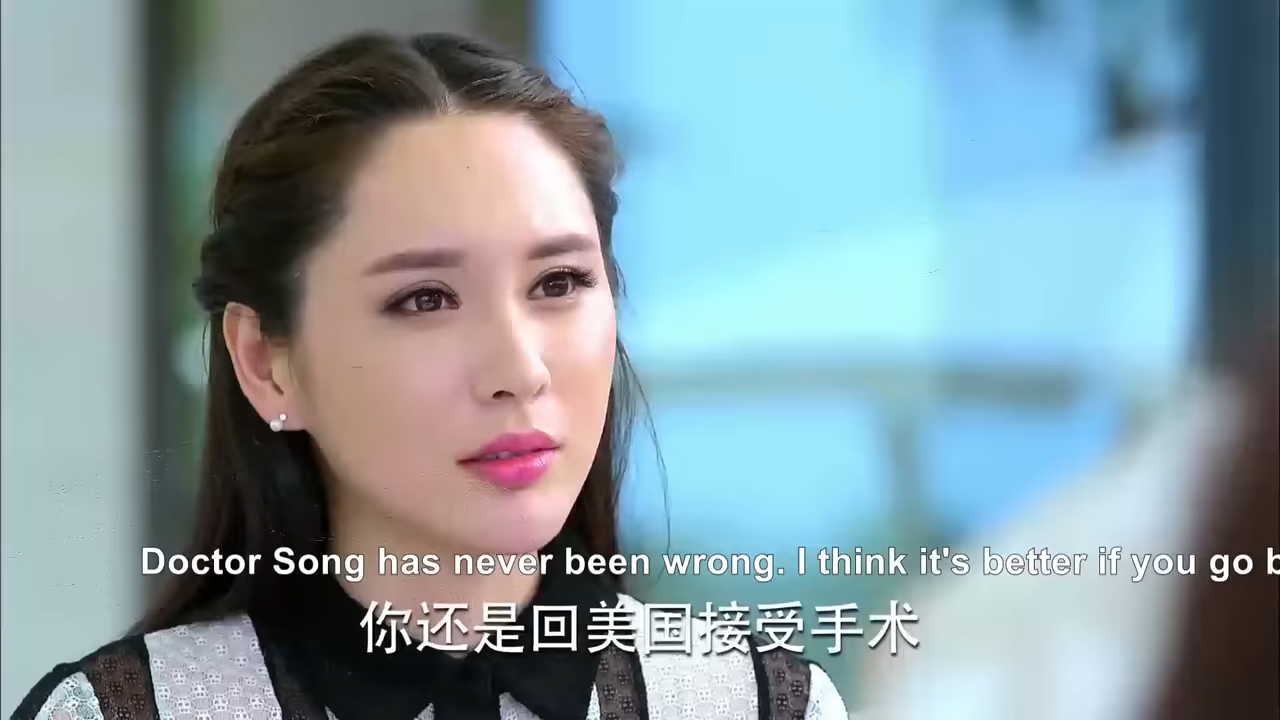 Doctor Song has never been wrong. I think it's better if you go b
你还是回美国接受手术